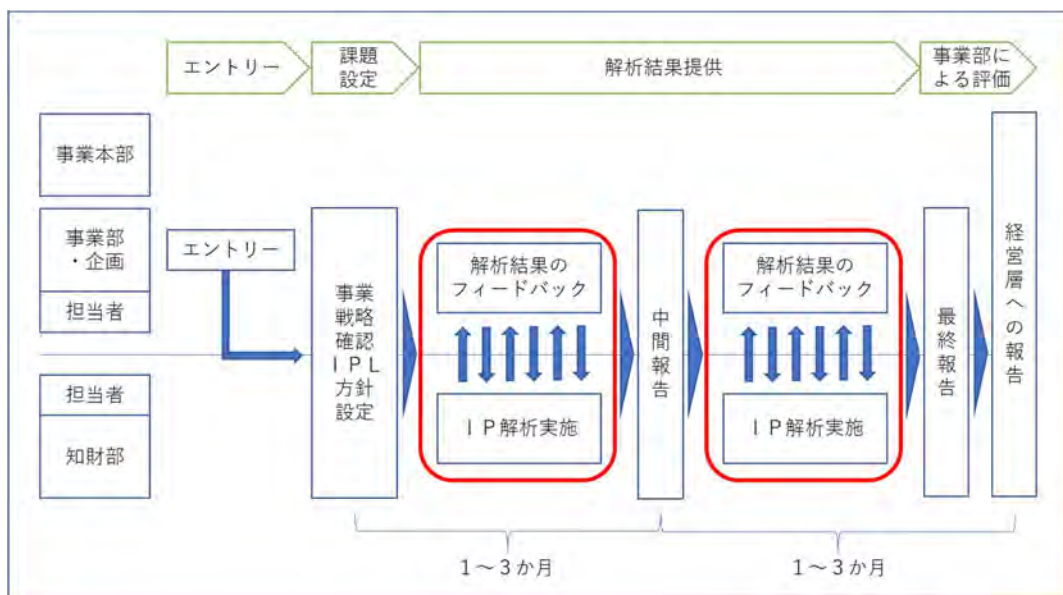 エントリー
課題
設定
解析結果提供
事業部に
よる評価
事業本部
事業部
・企画
担当者
担当者
知財部
エントリー
事業戦略確認IPL方針設定
解析結果の
フィードバック
IP解析実施
中間報告
解析結果の
フィードバック
IP解析実施
最終報告
経営層への報告
1~3か月
1~3か月